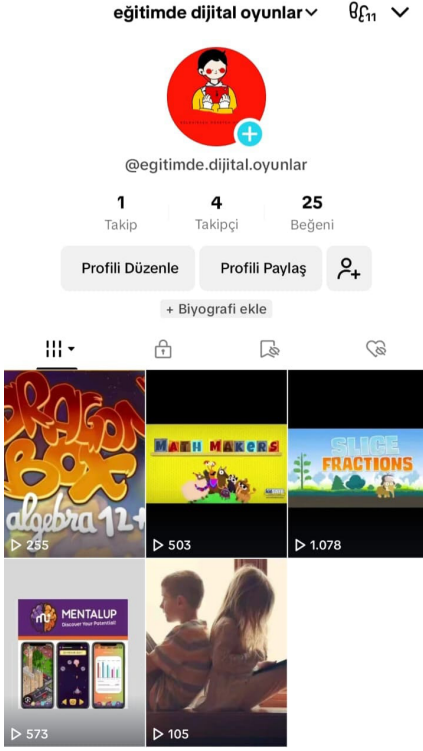 eğitimde dijital oyunlar
11
@egitimde.dijital.oyunlar
1 4 25
Takip Takipçi Beğeni
Profili Düzenle Profili Paylaş
+ Biyografi ekle
DRAGON
BOX
algebra 12+
255
MATH MAKERS
503
SLICE
FRACTIONS
1.078
MENTALUP
Discover Your Potential!
573
105